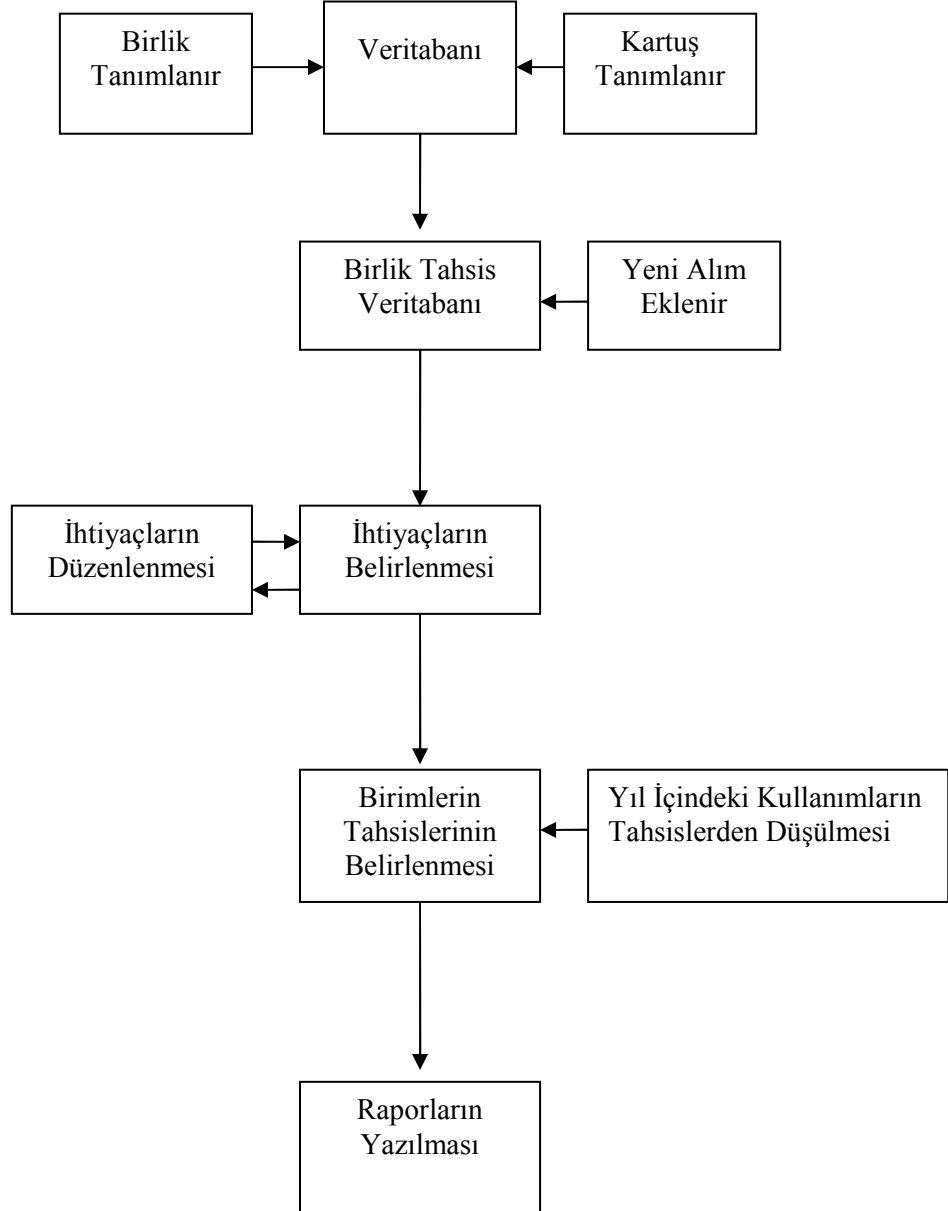 Birlik
Tanımlanır
Veritabanı
Kartuş
Tanımlanır
Birlik Tahsis
Veritabanı
Yeni Alım
Eklenir
İhtiyaçların
Düzenlenmesi
İhtiyaçların
Belirlenmesi
Birimlerin
Tahsislerinin
Belirlenmesi
Yıl İçindeki Kullanımların
Tahsislerden Düşülmesi
Raporların
Yazılması